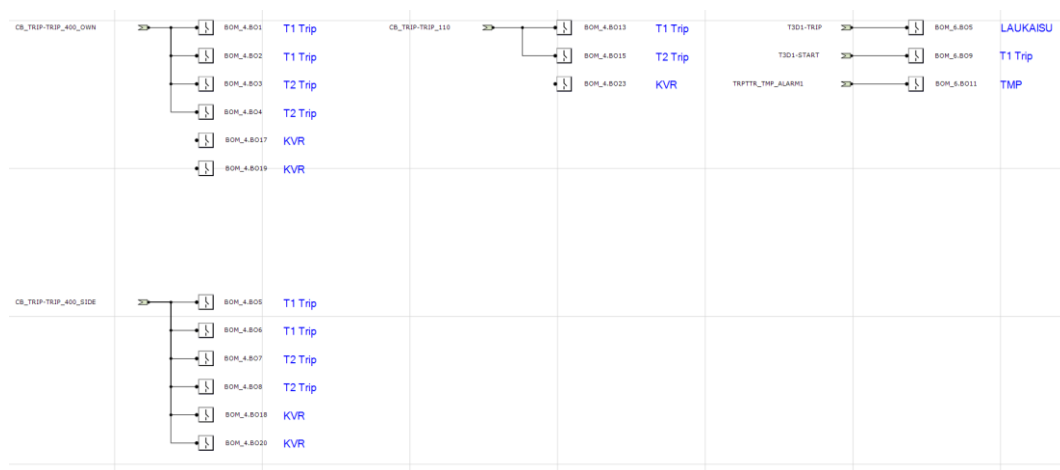 CB_TRIP-TRIP_400_OWN BOM_4.BO1 T1 Trip
BOM_4.BO2 T1 Trip
BOM_4.BO3 T2 Trip
BOM_4.BO4 T2 Trip
BOM_4.BO17 KVR
BOM_4.BO19 KVR
CB_TRIP-TRIP_110 BOM_4.BO13 T1 Trip
BOM_4.BO15 T2 Trip
BOM_4.BO23 KVR
T3D1-TRIP BOM_6.BO5 LAUKAISU
T3D1-START BOM_6.BO9 T1 Trip
TRPTTR_TMP_ALARM1 BOM_6.BO11 TMP
CB_TRIP-TRIP_400_SIDE BOM_4.BO5 T1 Trip
BOM_4.BO6 T1 Trip
BOM_4.BO7 T2 Trip
BOM_4.BO8 T2 Trip
BOM_4.BO18 KVR
BOM_4.BO20 KVR